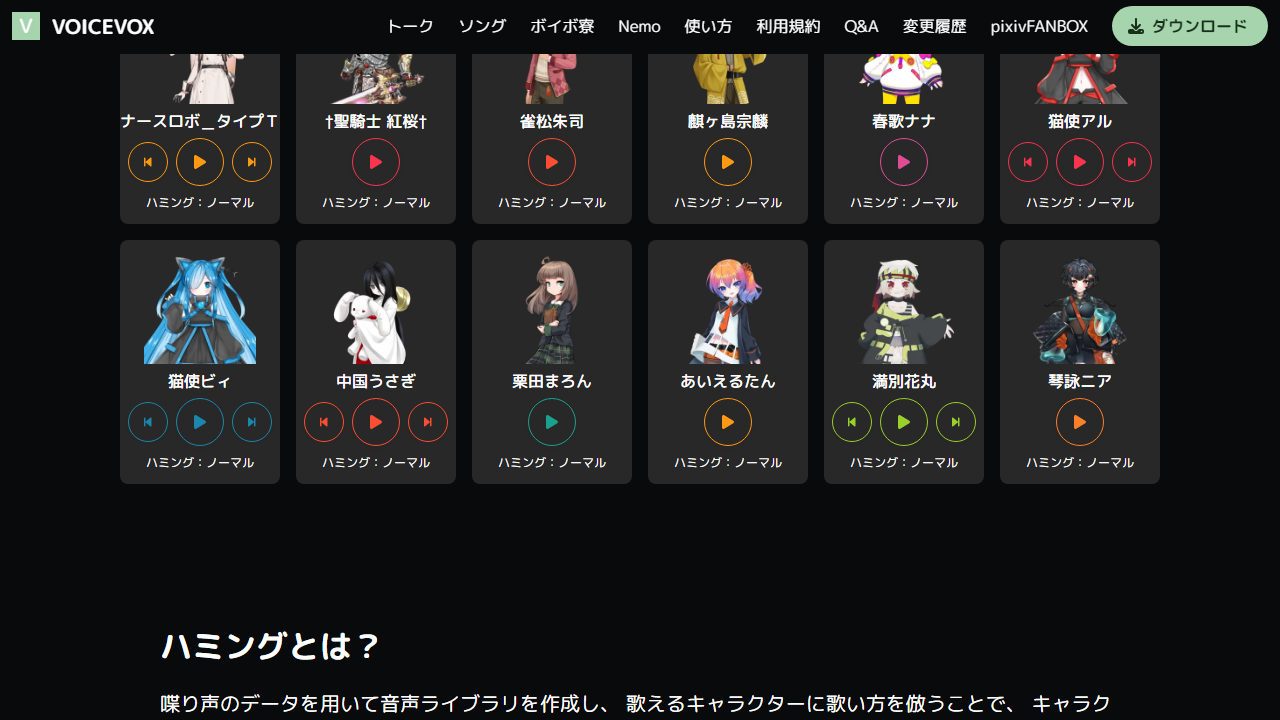 V VOICEVOX トーク ソング ボイボ寮 Nemo 使い方 利用規約 Q&A 変更履歴 pixivFANBOX ダウンロード
ナースロボ＿タイプＴ †聖騎士 紅桜† 雀松朱司 麒ヶ島宗麟 春歌ナナ 猫使アル
ハミング：ノーマル ハミング：ノーマル ハミング：ノーマル ハミング：ノーマル ハミング：ノーマル ハミング：ノーマル
猫使ビィ 中国うさぎ 栗田まろん あいえるたん 満別花丸 琴詠ニア
ハミング：ノーマル ハミング：ノーマル ハミング：ノーマル ハミング：ノーマル ハミング：ノーマル ハミング：ノーマル
ハミングとは？
喋り声のデータを用いて音声ライブラリを作成し、 歌えるキャラクターに歌い方を倣うことで、 キャラク